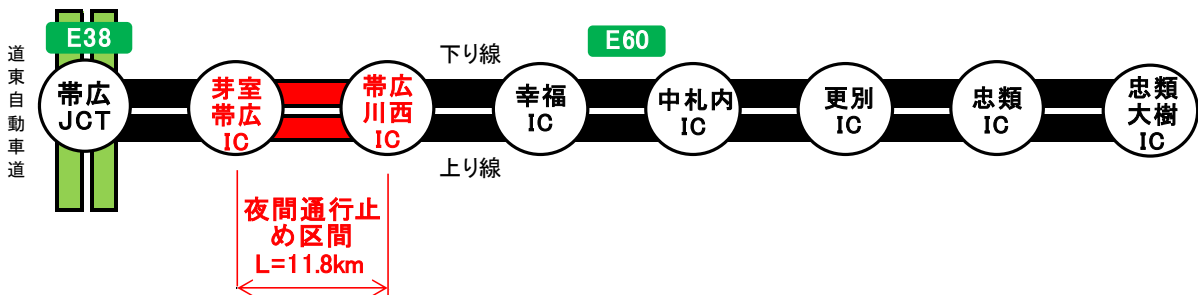 E38
E60
道東自動車道
下り線
帯広
JCT
芽室
帯広
IC
帯広
川西
IC
幸福
IC
中札内
IC
更別
IC
忠類
IC
忠類
大樹
IC
上り線
夜間通行止
め区間
L=11.8km